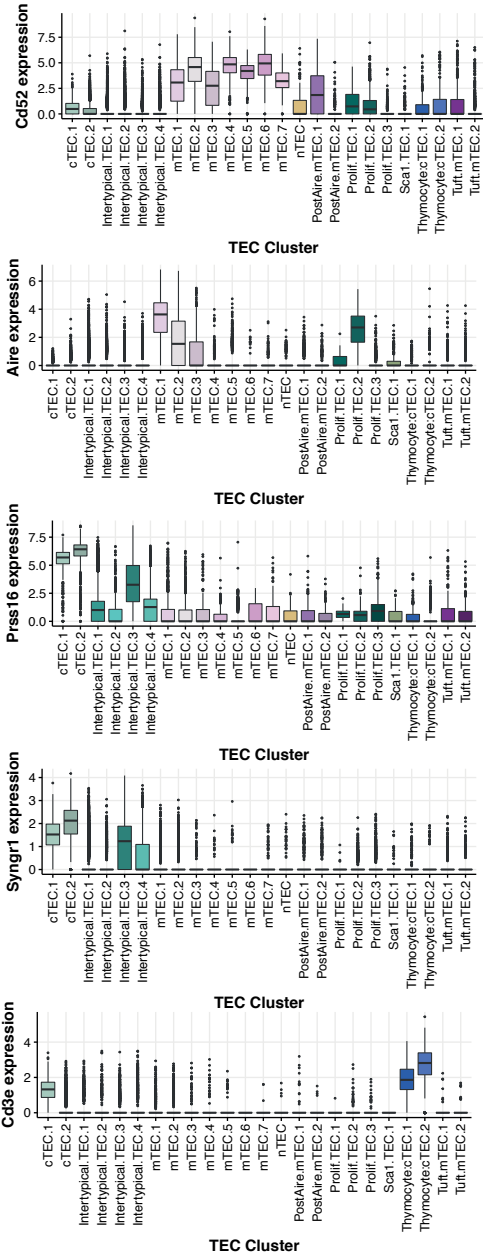 Cd52 expression
7.5
5.0
2.5
0.0
cTEC.1
cTEC.2
Intertypical.TEC.1
Intertypical.TEC.2
Intertypical.TEC.3
Intertypical.TEC.4
mTEC.1
mTEC.2
mTEC.3
mTEC.4
mTEC.5
mTEC.6
mTEC.7
nTEC
PostAire.mTEC.1
PostAire.mTEC.2
Prolif.TEC.1
Prolif.TEC.2
Prolif.TEC.3
Sca1.TEC.1
Thymocyte:cTEC.1
Thymocyte:cTEC.2
Tuft.mTEC.1
Tuft.mTEC.2
TEC Cluster
Aire expression
6
4
2
0
cTEC.1
cTEC.2
Intertypical.TEC.1
Intertypical.TEC.2
Intertypical.TEC.3
Intertypical.TEC.4
mTEC.1
mTEC.2
mTEC.3
mTEC.4
mTEC.5
mTEC.6
mTEC.7
nTEC
PostAire.mTEC.1
PostAire.mTEC.2
Prolif.TEC.1
Prolif.TEC.2
Prolif.TEC.3
Sca1.TEC.1
Thymocyte:cTEC.1
Thymocyte:cTEC.2
Tuft.mTEC.1
Tuft.mTEC.2
TEC Cluster
Prss16 expression
7.5
5.0
2.5
0.0
cTEC.1
cTEC.2
Intertypical.TEC.1
Intertypical.TEC.2
Intertypical.TEC.3
Intertypical.TEC.4
mTEC.1
mTEC.2
mTEC.3
mTEC.4
mTEC.5
mTEC.6
mTEC.7
nTEC
PostAire.mTEC.1
PostAire.mTEC.2
Prolif.TEC.1
Prolif.TEC.2
Prolif.TEC.3
Sca1.TEC.1
Thymocyte:cTEC.1
Thymocyte:cTEC.2
Tuft.mTEC.1
Tuft.mTEC.2
TEC Cluster
Syngr1 expression
4
3
2
1
0
cTEC.1
cTEC.2
Intertypical.TEC.1
Intertypical.TEC.2
Intertypical.TEC.3
Intertypical.TEC.4
mTEC.1
mTEC.2
mTEC.3
mTEC.4
mTEC.5
mTEC.6
mTEC.7
nTEC
PostAire.mTEC.1
PostAire.mTEC.2
Prolif.TEC.1
Prolif.TEC.2
Prolif.TEC.3
Sca1.TEC.1
Thymocyte:cTEC.1
Thymocyte:cTEC.2
Tuft.mTEC.1
Tuft.mTEC.2
TEC Cluster
Cd3e expression
4
2
0
cTEC.1
cTEC.2
Intertypical.TEC.1
Intertypical.TEC.2
Intertypical.TEC.3
Intertypical.TEC.4
mTEC.1
mTEC.2
mTEC.3
mTEC.4
mTEC.5
mTEC.6
mTEC.7
nTEC
PostAire.mTEC.1
PostAire.mTEC.2
Prolif.TEC.1
Prolif.TEC.2
Prolif.TEC.3
Sca1.TEC.1
Thymocyte:cTEC.1
Thymocyte:cTEC.2
Tuft.mTEC.1
Tuft.mTEC.2
TEC Cluster